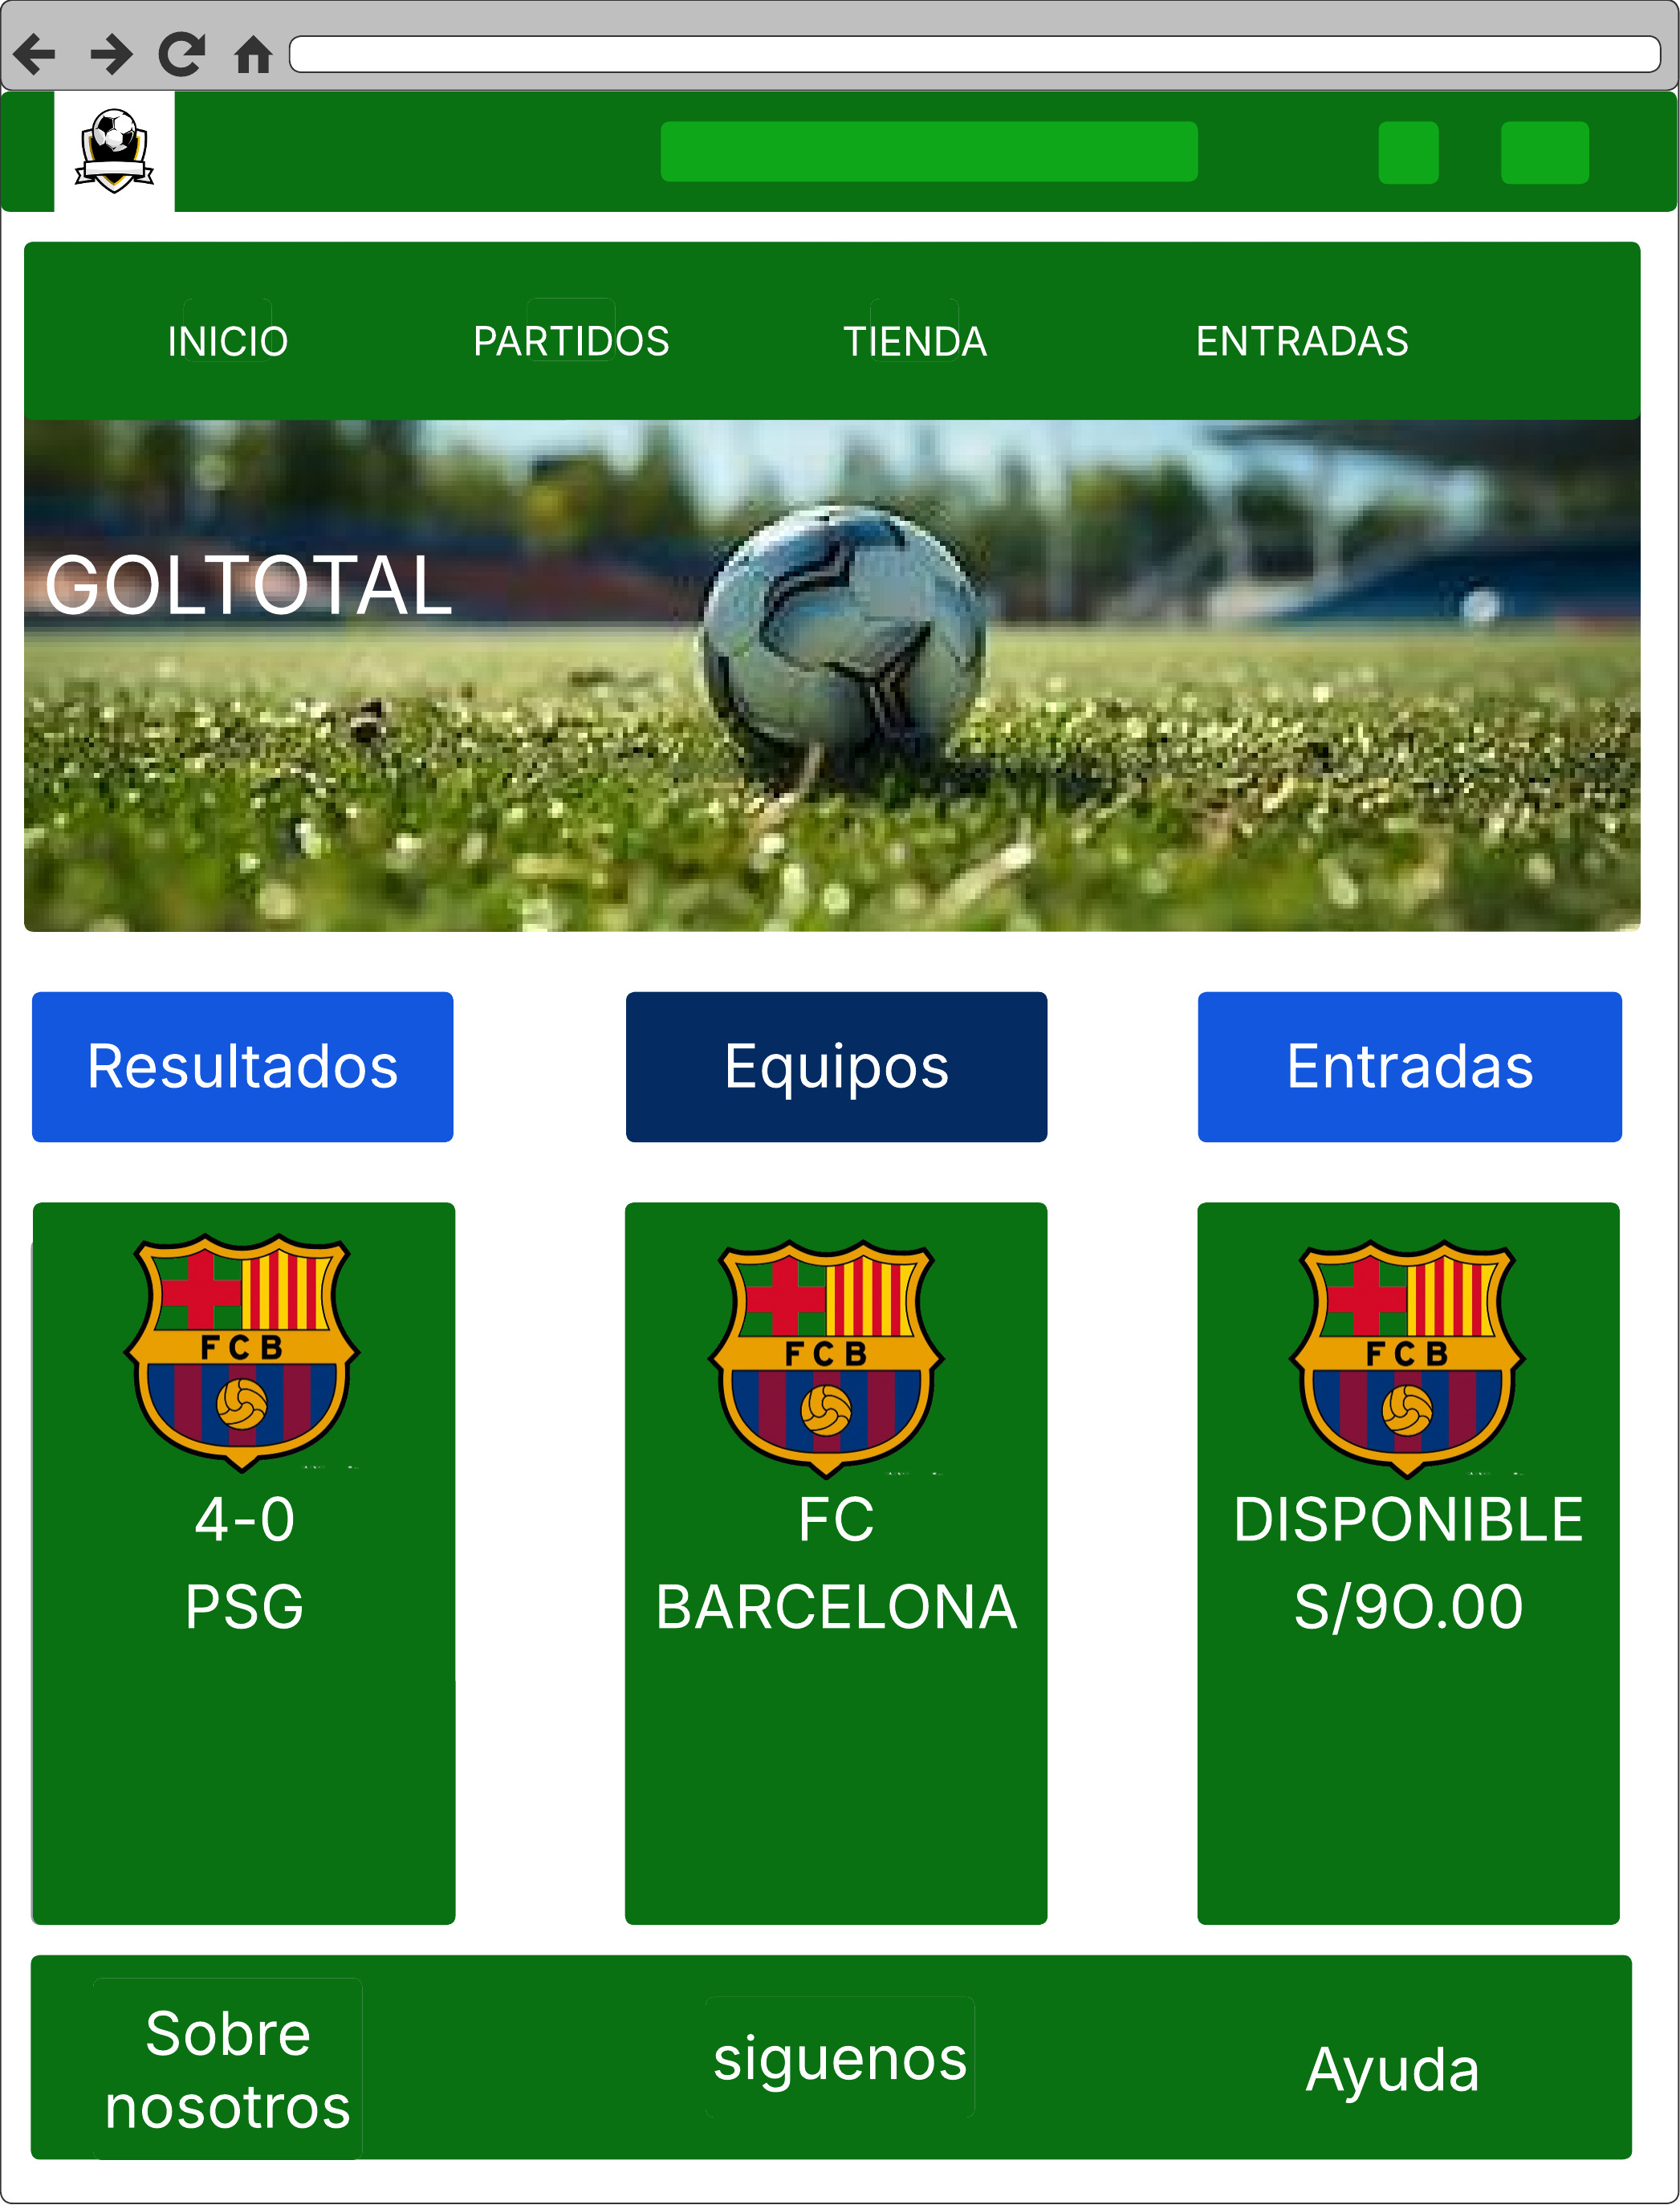 INICIO
PARTIDOS
TIENDA
ENTRADAS
GOLTOTAL
Resultados
Equipos
Entradas
FCB
4-0
PSG
FCB
FC
BARCELONA
FCB
DISPONIBLE
S/9O.00
Sobre
nosotros
siguenos
Ayuda